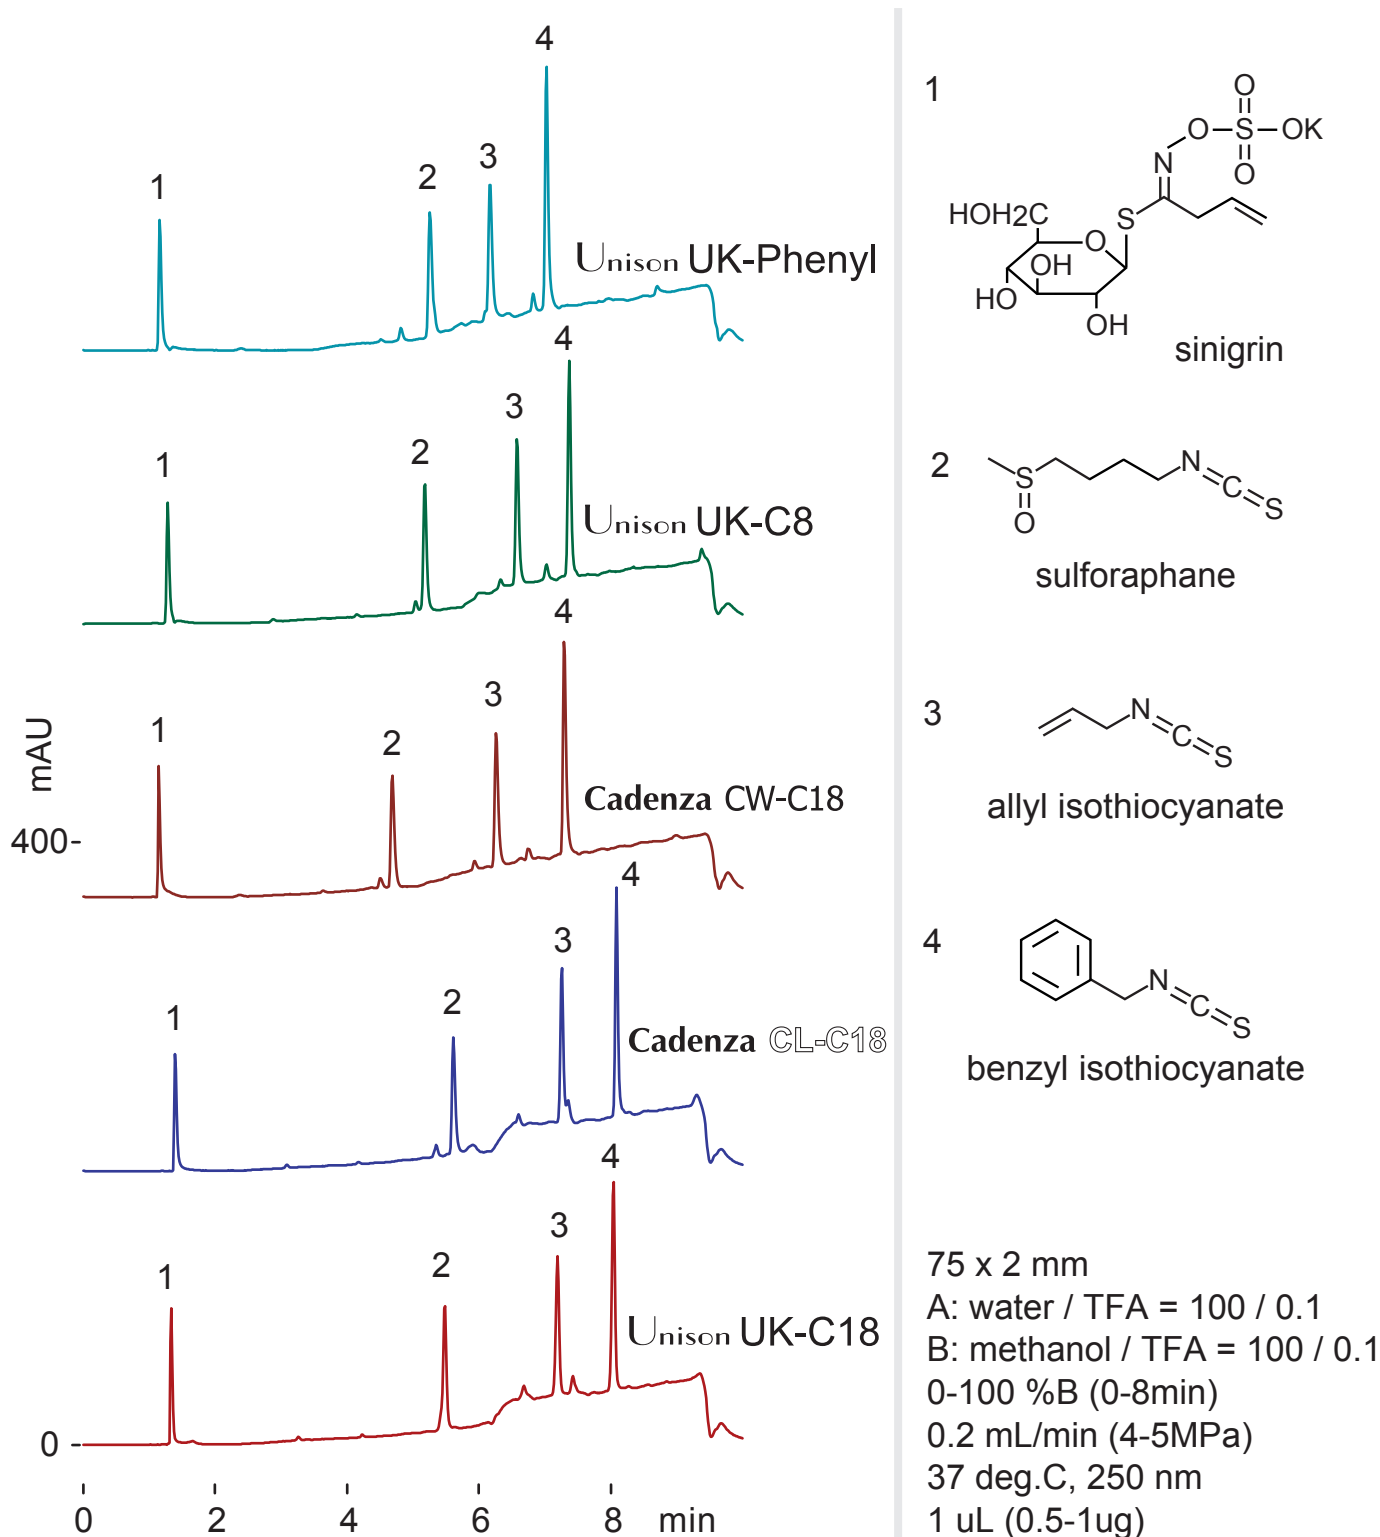 4
3
2
1
Unison UK-Phenyl
4
3
2
1
Unison UK-C8
4
3
2
1
mAU
Cadenza CW-C18
400-
4
3
2
1
Cadenza CL-C18
4
3
2
1
Unison UK-C18
0 -
0 2 4 6 8 min
1
O
O S OK
N O
HOH2C S
O
OH
HO
OH
sinigrin
2
N
S C
O S
sulforaphane
3
N
C
S
allyl isothiocyanate
4
N
C
S
benzyl isothiocyanate
75 x 2 mm
A: water / TFA = 100 / 0.1
B: methanol / TFA = 100 / 0.1
0-100 %B (0-8min)
0.2 mL/min (4-5MPa)
37 deg.C, 250 nm
1 uL (0.5-1ug)